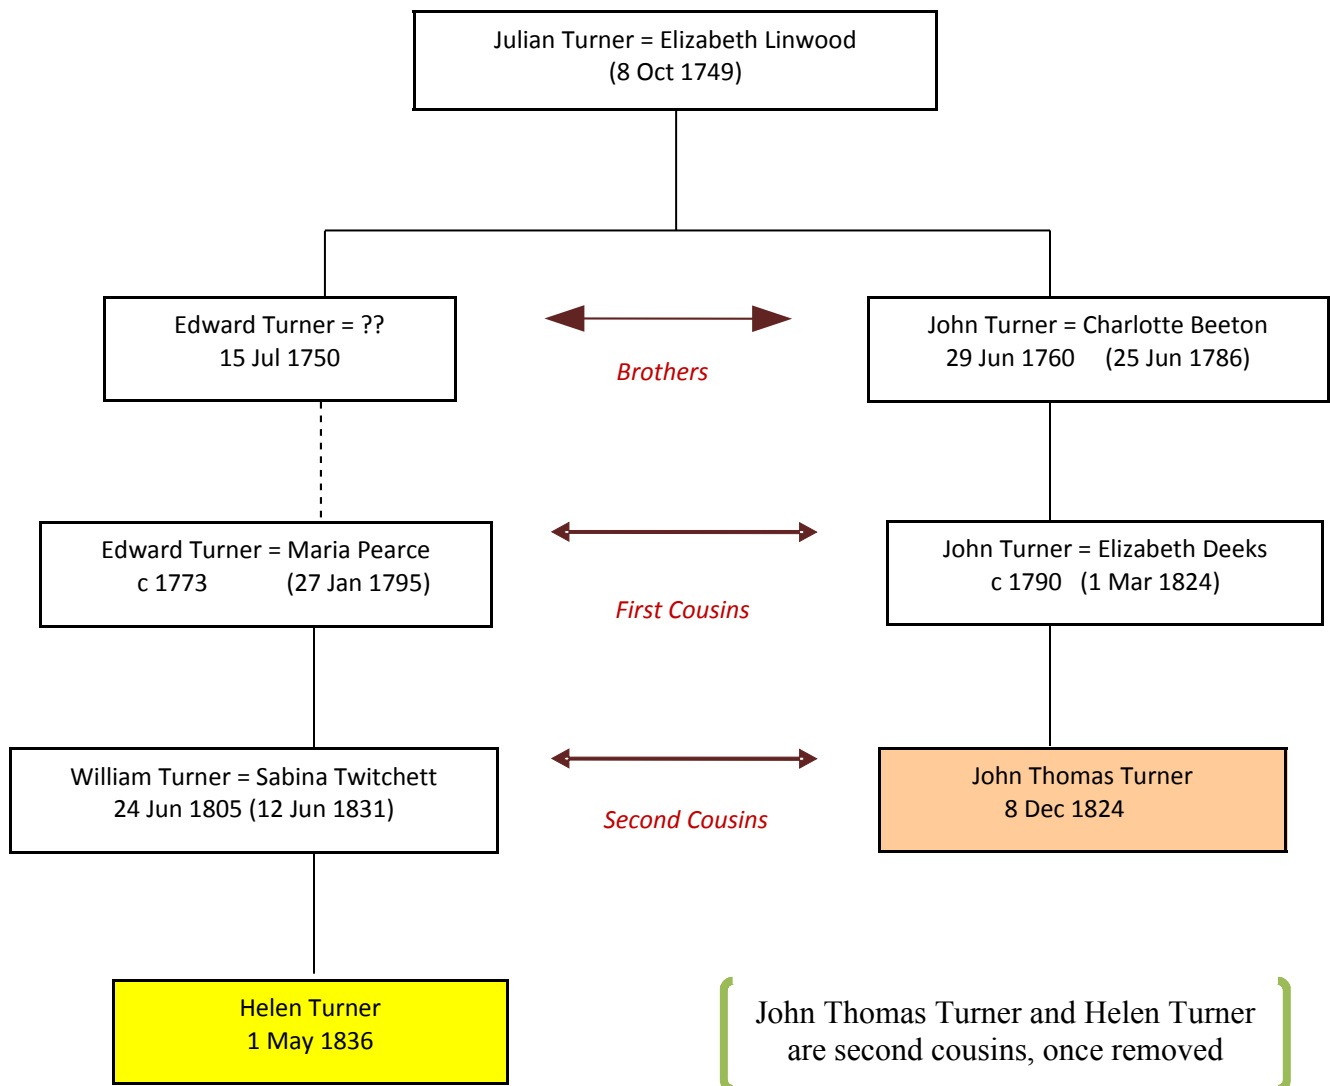 Julian Turner = Elizabeth Linwood
(8 Oct 1749)
Edward Turner = ??
15 Jul 1750
Brothers
John Turner = Charlotte Beeton
29 Jun 1760 (25 Jun 1786)
Edward Turner = Maria Pearce
c 1773 (27 Jan 1795)
First Cousins
John Turner = Elizabeth Deeks
c 1790 (1 Mar 1824)
William Turner = Sabina Twitchett
24 Jun 1805 (12 Jun 1831)
Second Cousins
John Thomas Turner
8 Dec 1824
Helen Turner
1 May 1836
John Thomas Turner and Helen Turner
are second cousins, once removed